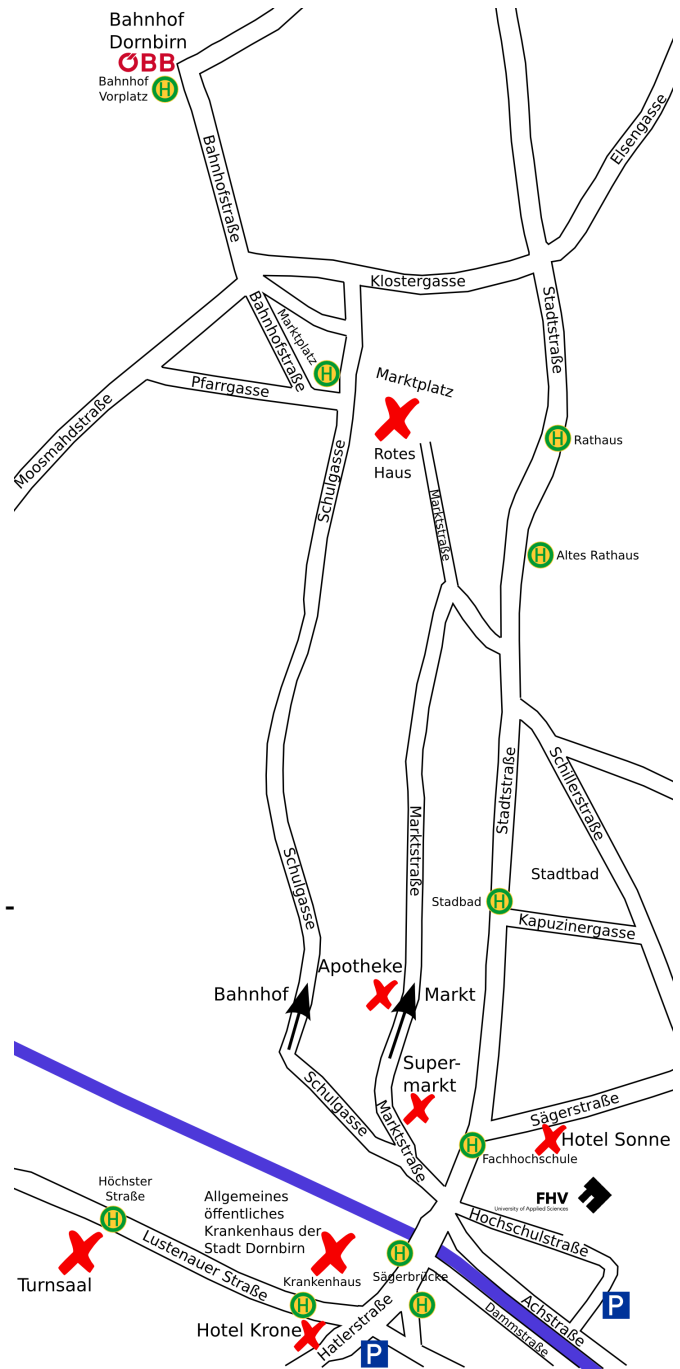 Bahnhof
Dornbirn
ÖBB
Bahnhof
Vorplatz
H
Bahnhofstraße
Elsengasse
Klostergasse
Stadtstraße
Bahnhofstraße
Marktplatz
H
Pfarrgasse
Marktplatz
Moosmahdstraße
Rotes
Haus
H
Rathaus
Schulgasse
Marktstraße
H
Altes Rathaus
Stadtstraße
Schillerstraße
Marktstraße
Schulgasse
Stadtbad
Stadbad
H
Kapuzinergasse
-
Apotheke
Bahnhof
Markt
Super-
markt
Schulgasse
Marktstraße
Sägerstraße
H
Hotel Sonne
Fachhochschule
Höchster
Straße
H
Allgemeines
öffentliches
Krankenhaus der
Stadt Dornbirn
FHV
University of Applied Sciences
Hochschulstraße
Lustenauer Straße
H
Sägerbrücke
Turnsaal
Krankenhaus
H
H
Hatlerstraße
Achstraße
Dammstraße
P
Hotel Krone
P